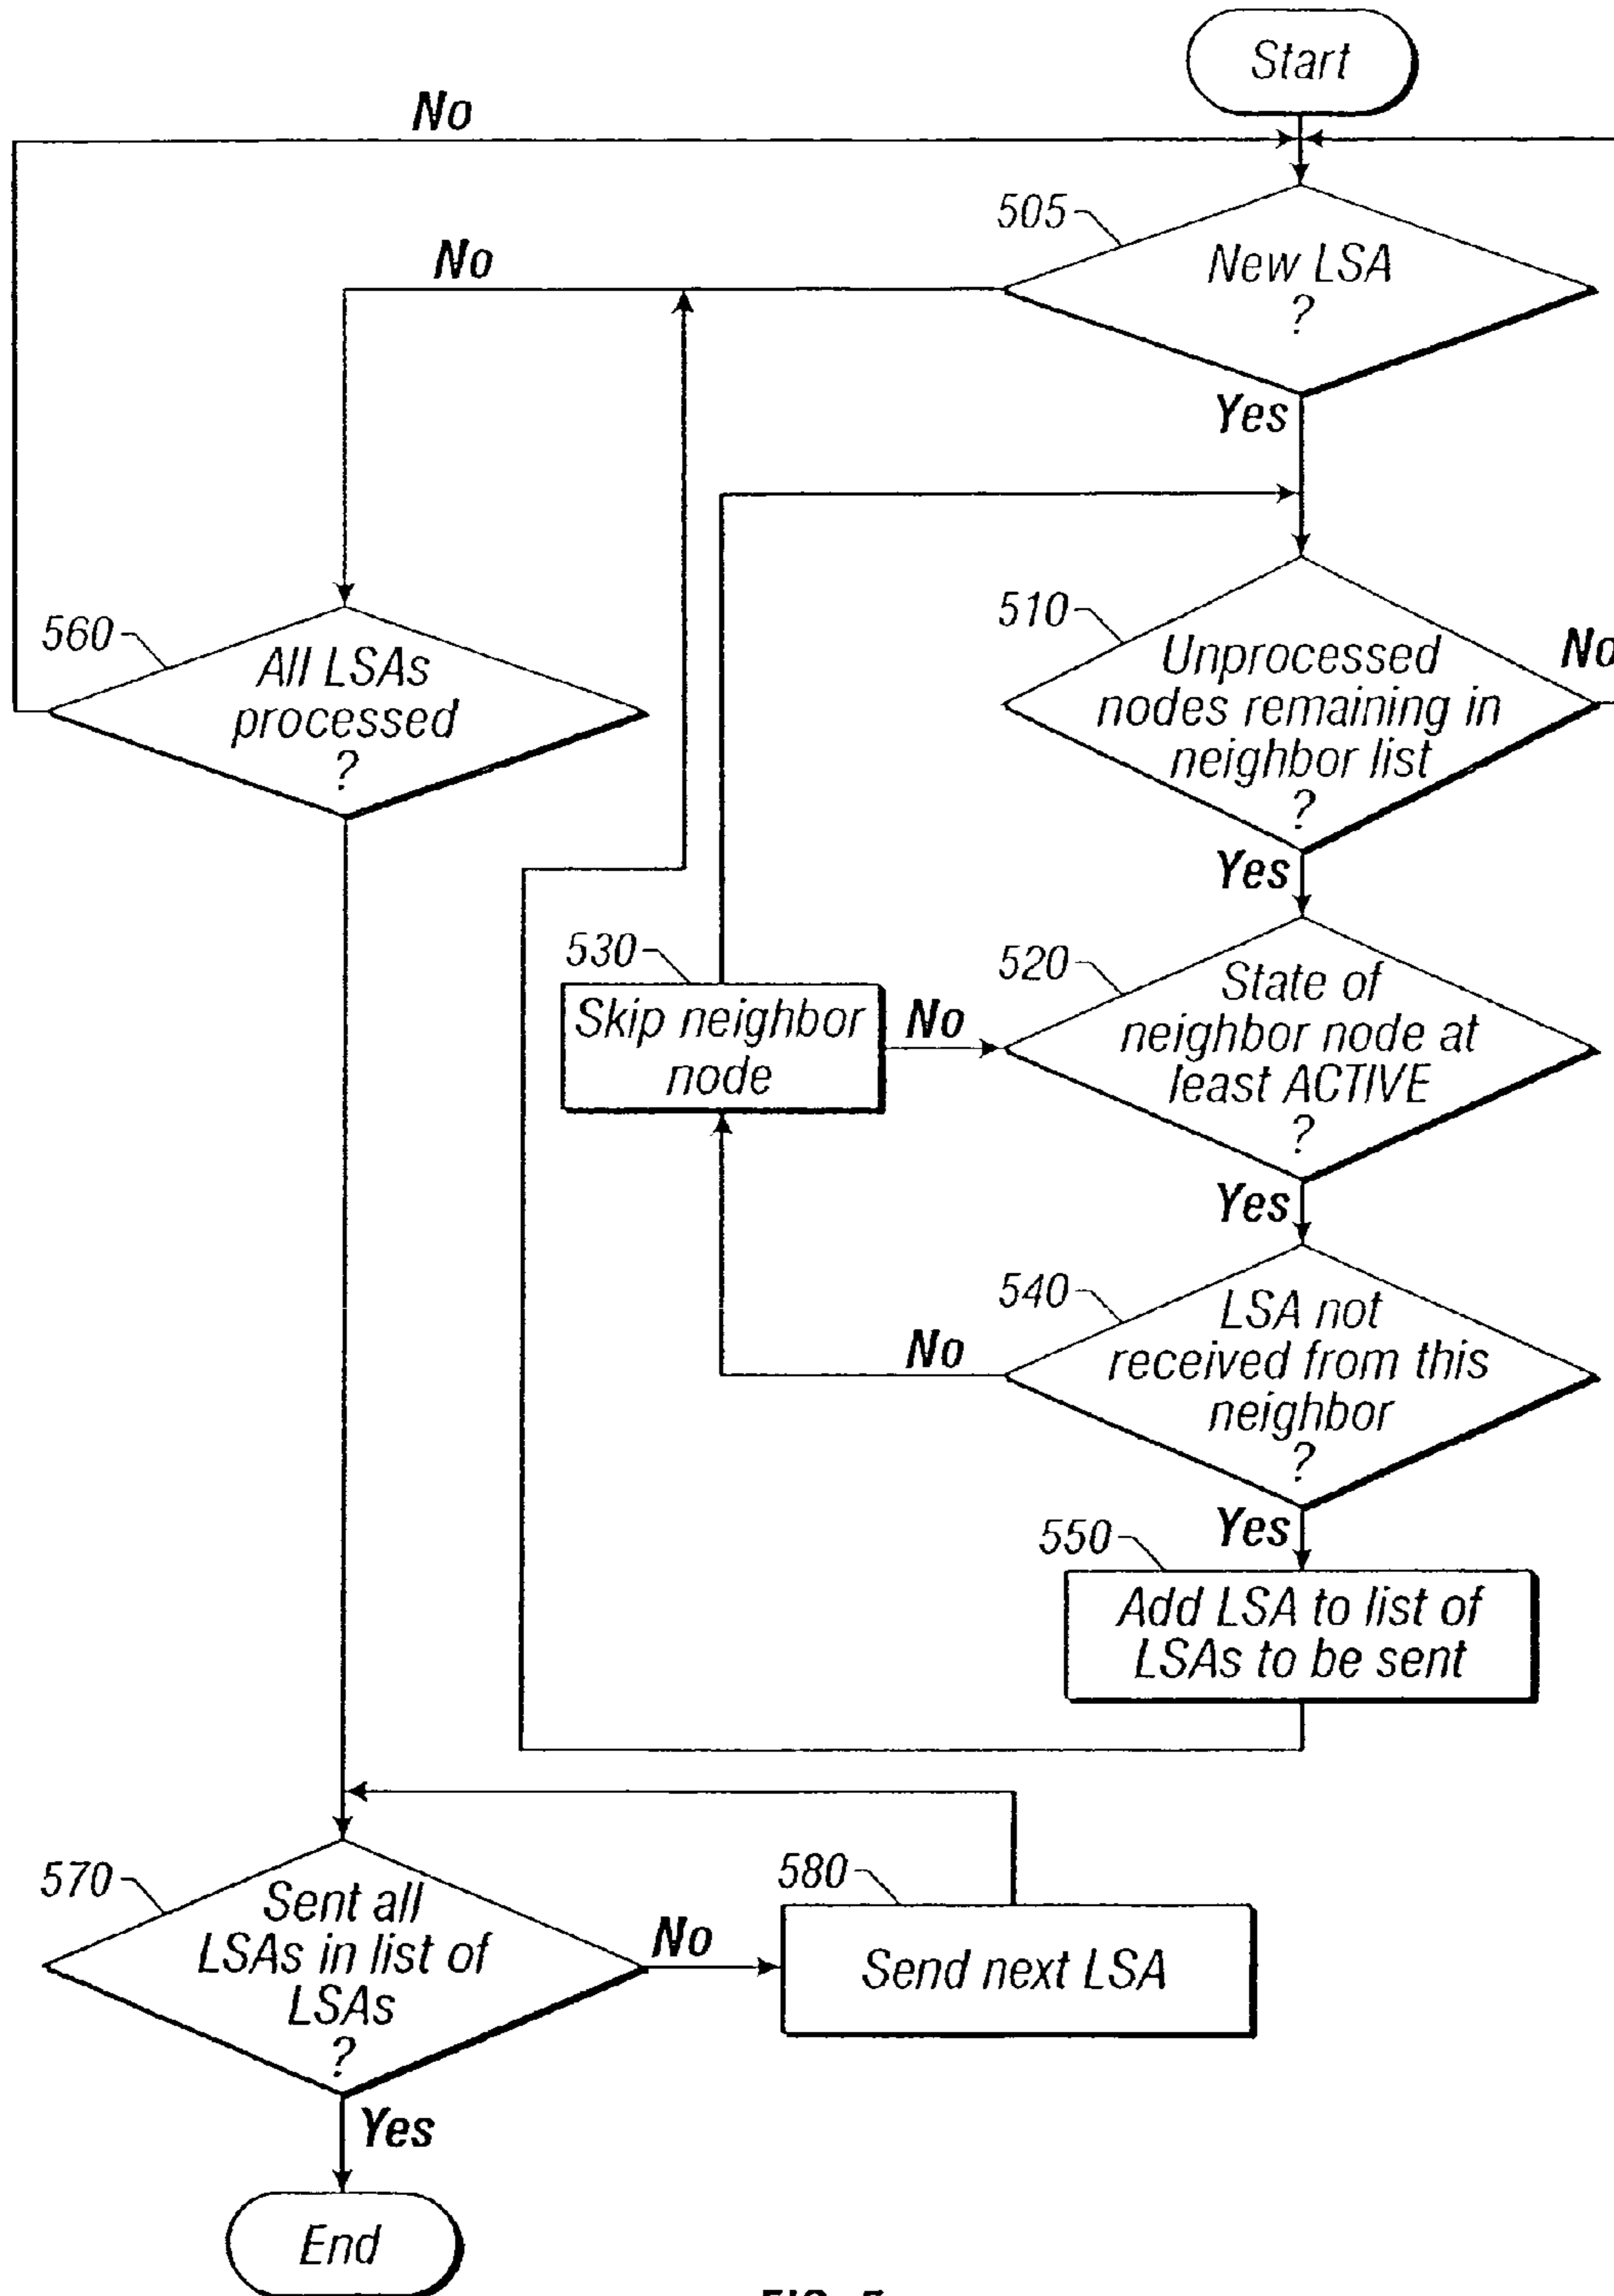 Start
No
505
New LSA
?
No
Yes
510
Unprocessed
nodes remaining in
neighbor list
?
No
Yes
560
All LSAs
processed
?
530
Skip neighbor
node
No
520
State of
neighbor node at
least ACTIVE
?
Yes
540
LSA not
received from this
neighbor
?
No
Yes
550
Add LSA to list of
LSAs to be sent
570
Sent all
LSAs in list of
LSAs
?
No
580
Send next LSA
Yes
End